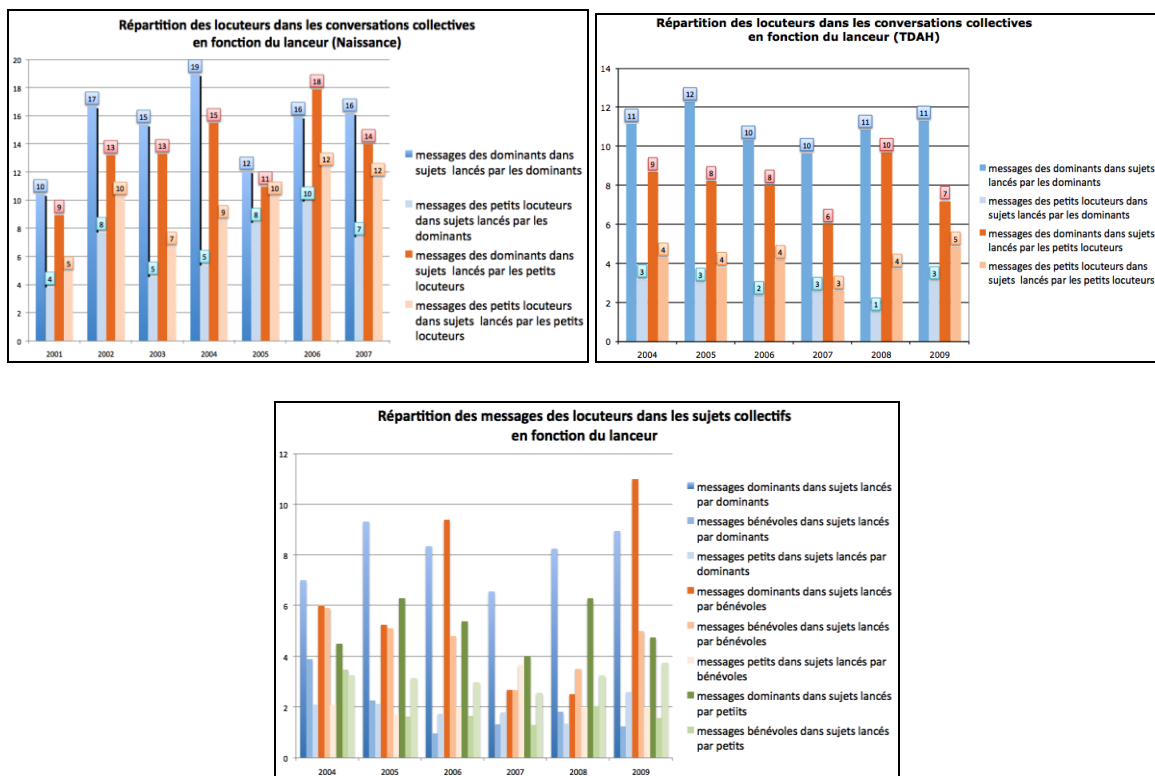 Répartition des locuteurs dans les conversations collectives
en fonction du lanceur (Naissance)
20
18
16
14
12
10
8
6
4
2
0
10
4
9
5
17
8
13
10
15
5
13
7
19
5
15
9
12
8
11
10
16
10
18
12
16
7
14
12
2001 2002 2003 2004 2005 2006 2007
messages des dominants dans
sujets lancés par les dominants
messages des petits locuteurs
dans sujets lancés par les
dominants
messages des dominants dans
sujets lancés par les petits
locuteurs
messages des petits locuteurs
dans sujets lancés par les petits
locuteurs
Répartition des locuteurs dans les conversations collectives
en fonction du lanceur (TDAH)
14
12
10
8
6
4
2
0
11
3
9
4
12
3
8
4
10
2
8
4
10
3
6
3
11
1
10
4
11
3
7
5
2004 2005 2006 2007 2008 2009
messages des dominants dans sujets
lancés par les dominants
messages des petits locuteurs
dans sujets lancés par les dominants
messages des dominants dans sujets
lancés par les petits locuteurs
messages des petits locuteurs dans
sujets lancés par les petits locuteurs
Répartition des messages des locuteurs dans les sujets collectifs
en fonction du lanceur
12
10
8
6
4
2
0
2004 2005 2006 2007 2008 2009
messages dominants dans sujets lancés
par dominants
messages bénévoles dans sujets lancés
par dominants
messages petits dans sujets lancés par
dominants
messages dominants dans sujets lancés
par bénévoles
messages bénévoles dans sujets lancés
par bénévoles
messages petits dans sujets lancés par
bénévoles
messages dominants dans sujets lancés
par petiits
messages bénévoles dans sujets lancés
par petits